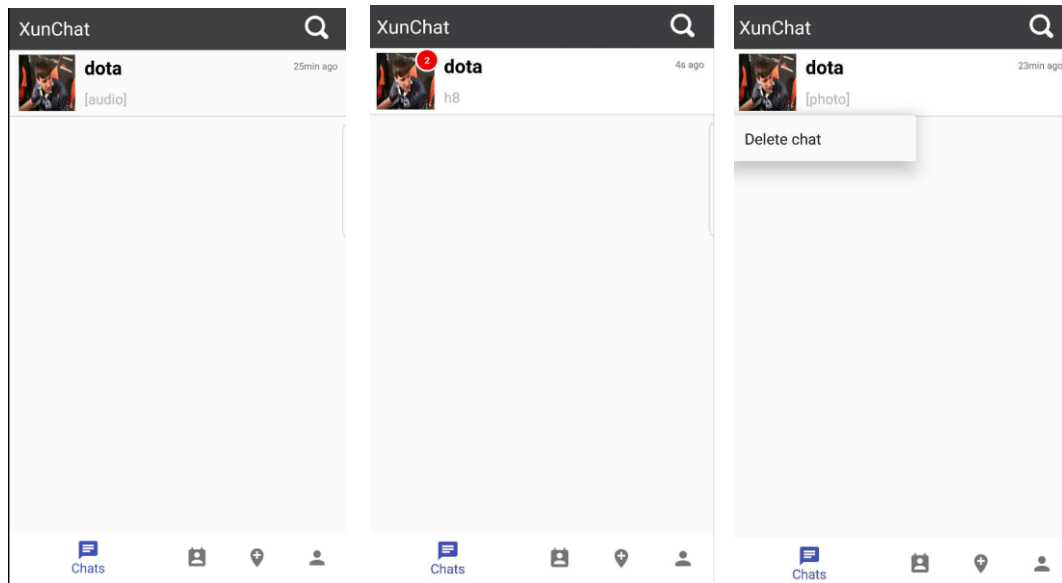 XunChat
dota
25min ago
[audio]
Chats
XunChat
2
dota
4s ago
h8
Chats
XunChat
dota
23min ago
[photo]
Delete chat
Chats